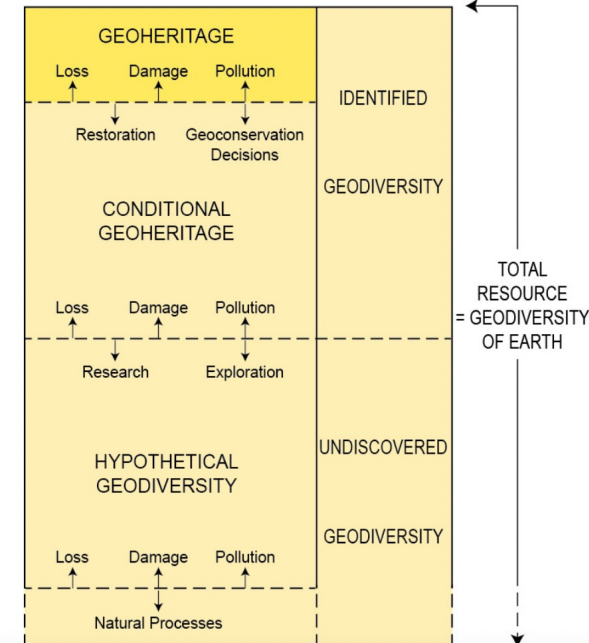 GEOHERITAGE
Loss Damage Pollution
Restoration Geoconservation
Decisions
CONDITIONAL
GEOHERITAGE
Loss Damage Pollution
Research Exploration
HYPOTHETICAL
GEODIVERSITY
Loss Damage Pollution
Natural Processes
IDENTIFIED
GEODIVERSITY
UNDISCOVERED
GEODIVERSITY
TOTAL
RESOURCE
= GEODIVERSITY
OF EARTH